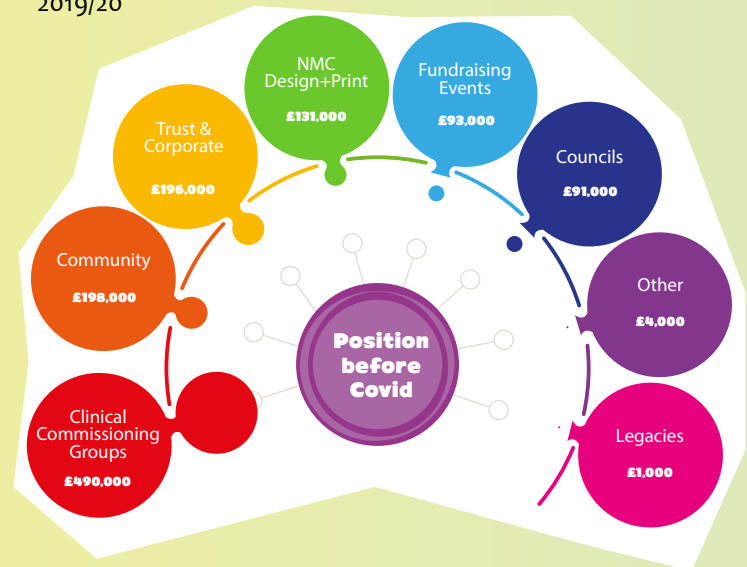 2019/20
NMC
Design+Print
£131,000
Fundraising
Events
£93,000
Trust &
Corporate
£196,000
Councils
£91,000
Community
£198,000
Other
£4,000
Position
before
Covid
Clinical
Commissioning
Groups
£490,000
Legacies
£1,000